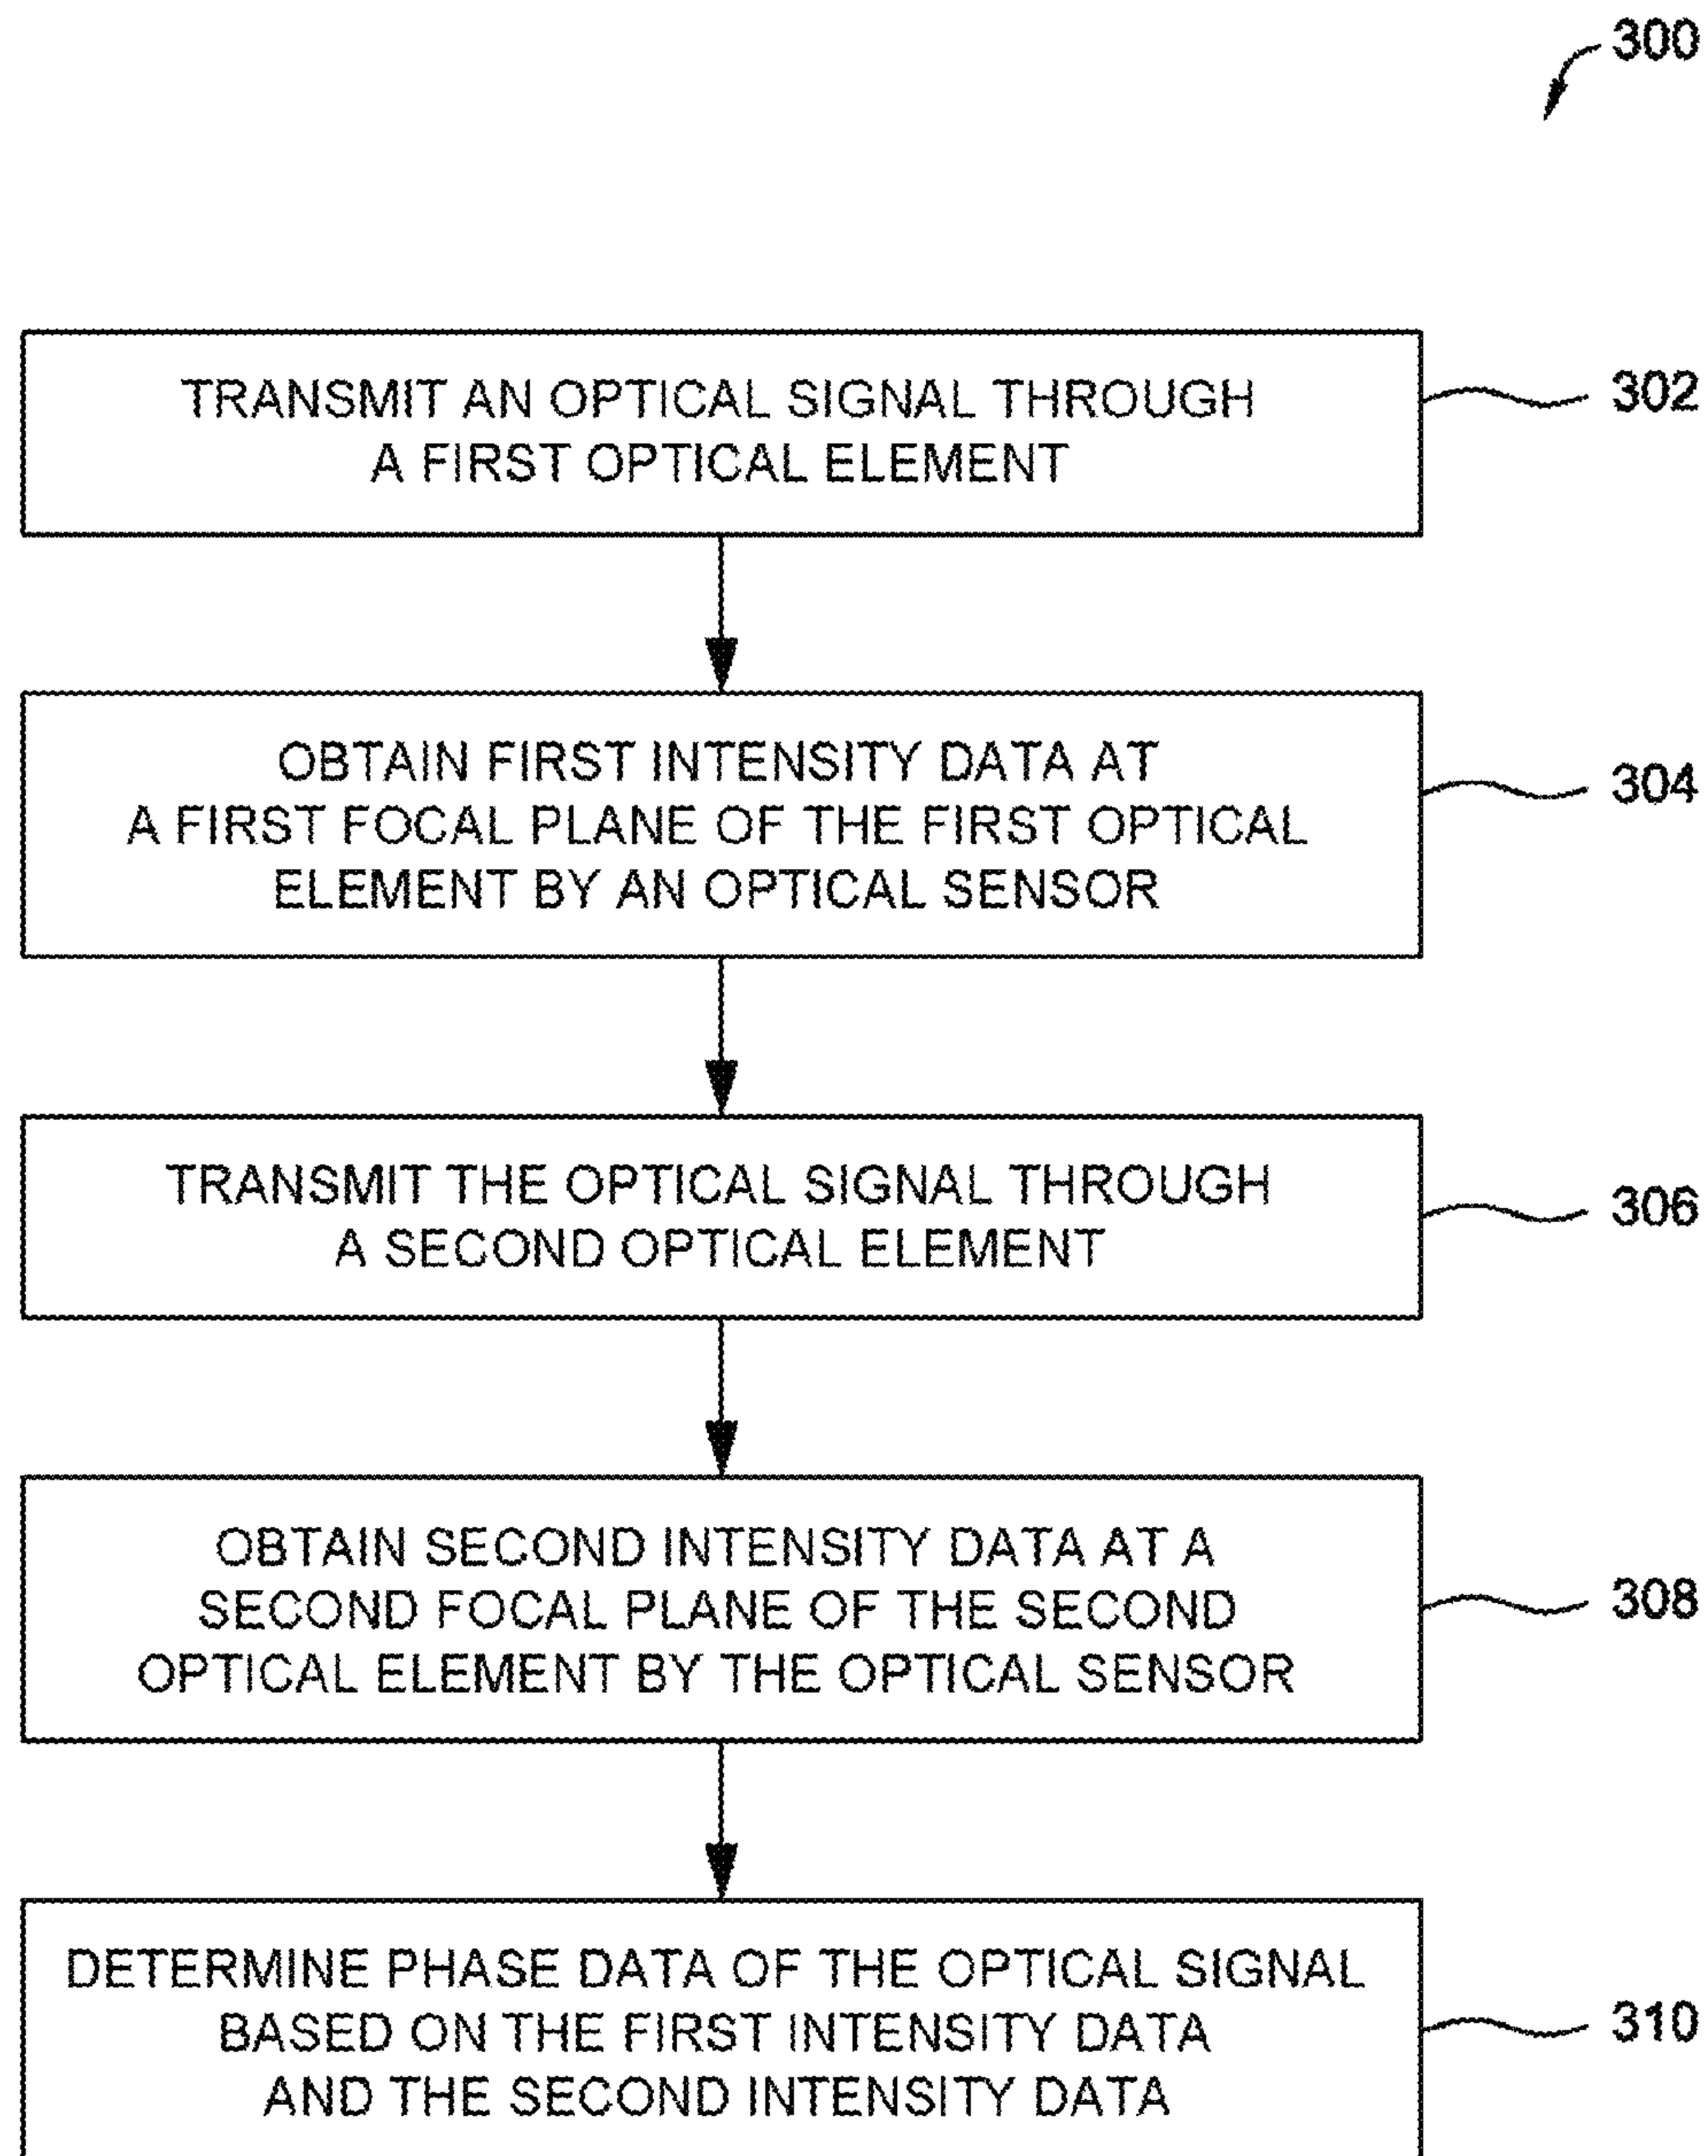 300
TRANSMIT AN OPTICAL SIGNAL THROUGH
A FIRST OPTICAL ELEMENT
302
OBTAIN FIRST INTENSITY DATA AT
A FIRST FOCAL PLANE OF THE FIRST OPTICAL
ELEMENT BY AN OPTICAL SENSOR
304
TRANSMIT THE OPTICAL SIGNAL THROUGH
A SECOND OPTICAL ELEMENT
306
OBTAIN SECOND INTENSITY DATA AT A
SECOND FOCAL PLANE OF THE SECOND
OPTICAL ELEMENT BY THE OPTICAL SENSOR
308
DETERMINE PHASE DATA OF THE OPTICAL SIGNAL
BASED ON THE FIRST INTENSITY DATA
AND THE SECOND INTENSITY DATA
310